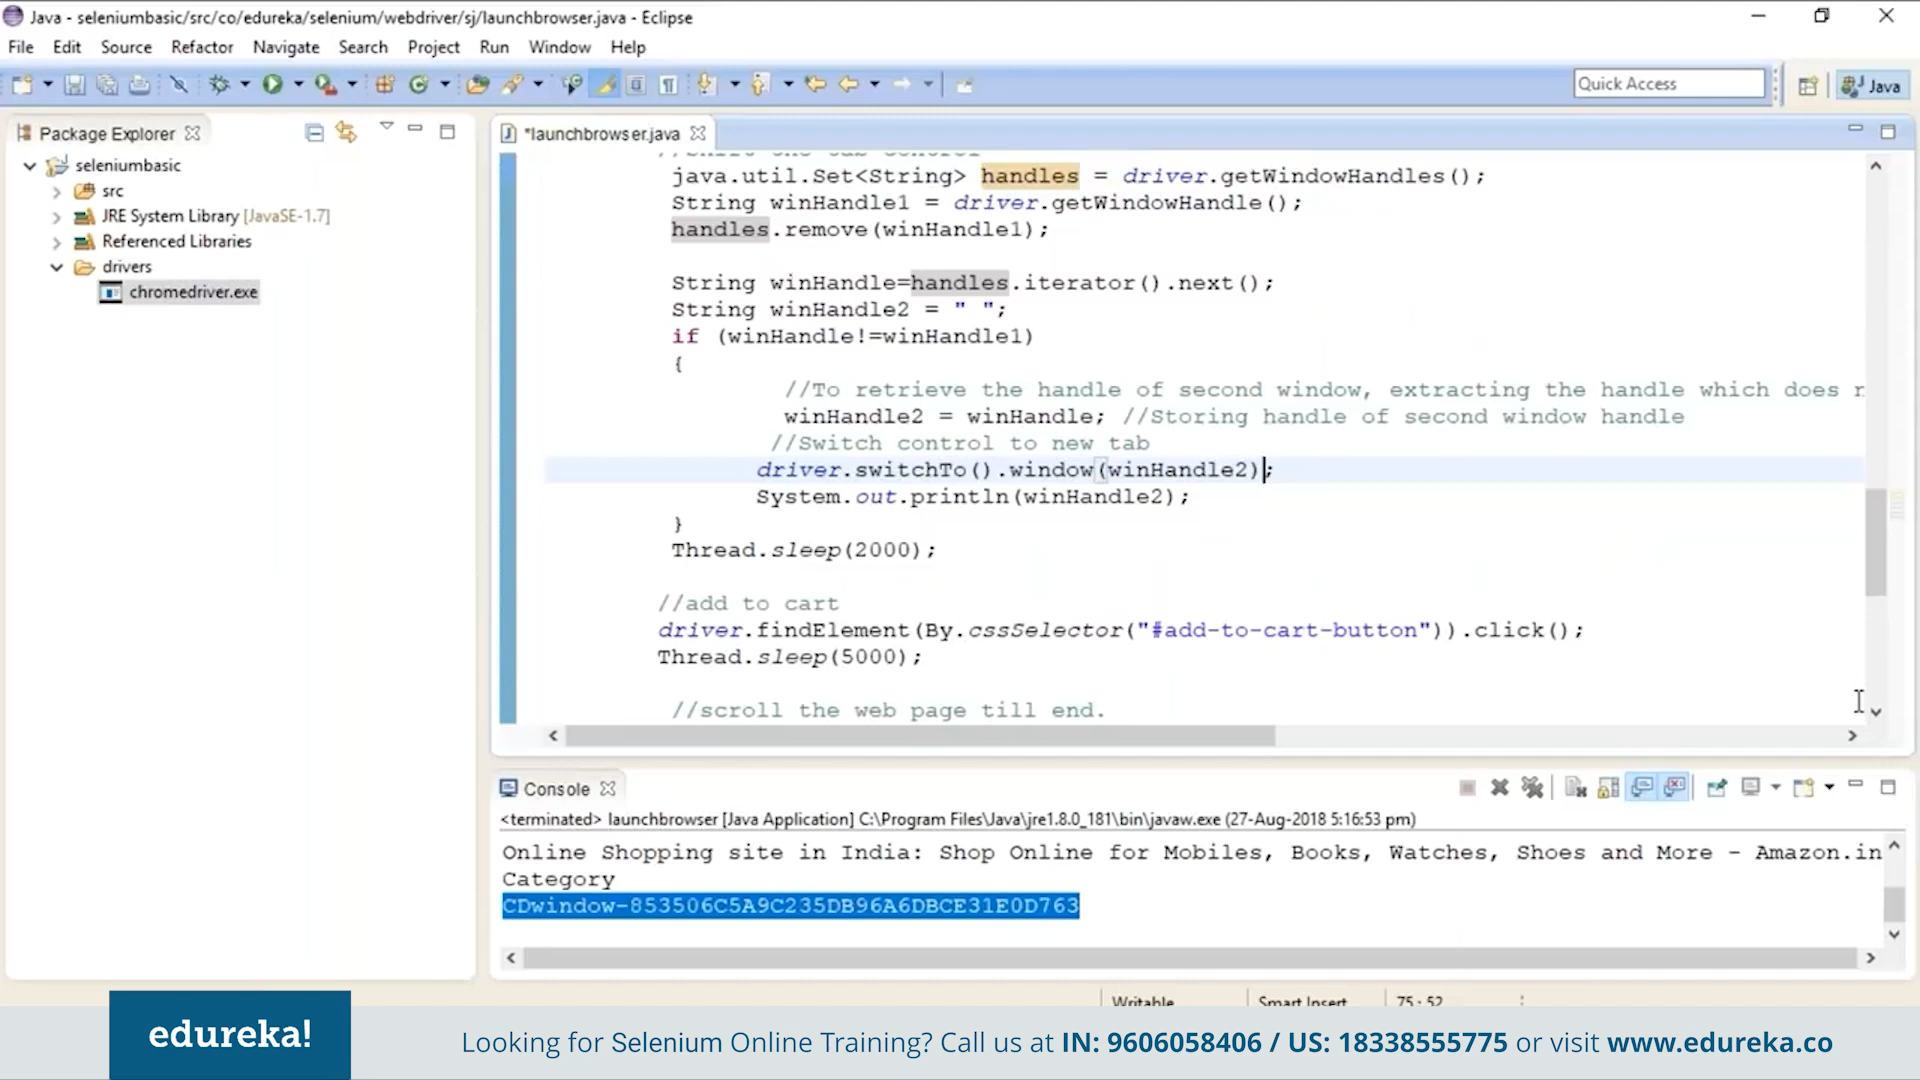 Java - seleniumbasic/src/co/edureka/selenium/webdriver/sj/launchbrowser.java - Eclipse
File Edit Source Refactor Navigate Search Project Run Window Help
Quick Access
Java
Package Explorer
seleniumbasic
src
JRE System Library [JavaSE-1.7]
Referenced Libraries
drivers
chromedriver.exe
*launchbrowser.java
//Shift the tab control
java.util.Set<String> handles = driver.getWindowHandles();
String winHandle1 = driver.getWindowHandle();
handles.remove(winHandle1);
String winHandle=handles.iterator().next();
String winHandle2 = " ";
if (winHandle!=winHandle1)
{
//To retrieve the handle of second window, extracting the handle which does
winHandle2 = winHandle; //Storing handle of second window handle
//Switch control to new tab
driver.switchTo().window(winHandle2);
System.out.println(winHandle2);
}
Thread.sleep(2000);
//add to cart
driver.findElement(By.cssSelector("#add-to-cart-button")).click();
Thread.sleep(5000);
//scroll the web page till end.
Console
<terminated> launchbrowser [Java Application] C:\Program Files\Java\jre1.8.0_181\bin\javaw.exe (27-Aug-2018 5:16:53 pm)
Online Shopping site in India: Shop Online for Mobiles, Books, Watches, Shoes and More - Amazon.in
Category
CDwindow-853506C5A9C235DB96A6DBCE31E0D763
Writable Smart Insert 75 : 52
edureka!
Looking for Selenium Online Training? Call us at IN: 9606058406 / US: 18338555775 or visit www.edureka.co